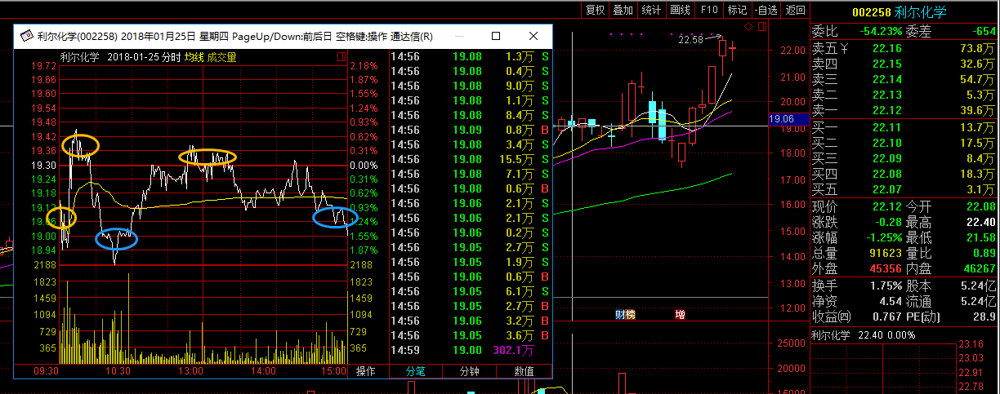 复权 叠加 统计 画线 F10 标记 -自选 返回
002258 利尔化学
利尔化学(002258) 2018年01月25日 星期四 PageUp/Down:前后日 空格键:操作 通达信(R)
利尔化学 2018-01-25 分时 均线 成交量
19.72 2.18%
19.66 1.87%
19.60 1.55%
19.54 1.24%
19.48 0.93%
19.42 0.62%
19.36 0.31%
19.30 0.00%
19.24 0.31%
19.18 0.62%
19.12 0.93%
19.06 1.24%
19.00 1.55%
18.94 1.87%
2188 2188
1823 1823
1459 1459
1094 1094
729 729
365 365
09:30 10:30 13:00 14:00 15:00 操作
14:56 19.08 1.3万 S
14:56 19.08 0.4万 S
14:56 19.08 9.0万 S
14:56 19.08 1.1万 S
14:56 19.08 8.4万 S
14:56 19.09 0.8万 B
14:56 19.08 3.4万 S
14:56 19.08 15.5万 S
14:56 19.08 7.1万 S
14:56 19.08 0.6万 B
14:56 19.06 2.1万 S
14:56 19.06 2.1万 S
14:56 19.06 0.2万 S
14:56 19.05 2.7万 S
14:56 19.05 1.9万 S
14:56 19.06 0.6万 B
14:56 19.05 6.1万 S
14:56 19.05 2.7万 B
14:56 19.06 3.2万 B
14:56 19.05 3.6万 B
14:59 19.00 302.1万
分笔 分钟 数值
22.58
财 榜 增
22.00
21.00
20.00
19.06
19.00
18.00
17.00
16.00
15.00
14.00
13.00
12.00
25000
20000
15000
委比 -54.23% 委差 -654
卖五￥ 22.16 73.8万
卖四 22.15 32.6万
卖三 22.14 54.7万
卖二 22.13 5.3万
卖一 22.12 39.6万
买一 22.11 13.7万
买二 22.10 17.5万
买三 22.09 8.4万
买四 22.08 18.3万
买五 22.07 3.1万
现价 22.12 今开 22.08
涨跌 -0.28 最高 22.40
涨幅 -1.25% 最低 21.58
总量 91623 量比 0.89
外盘 45356 内盘 46267
换手 1.75% 股本 5.24亿
净资 4.54 流通 5.24亿
收益㈣ 0.767 PE(动) 28.9
利尔化学 22.40 0.00%
23.16
23.03
22.91
22.78